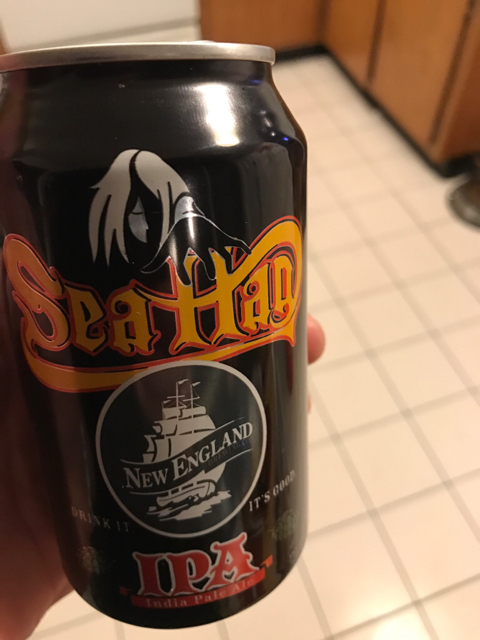 Sea Hag
NEW ENGLAND
DRINK IT
IT'S GOOD
IPA
India Pale Ale